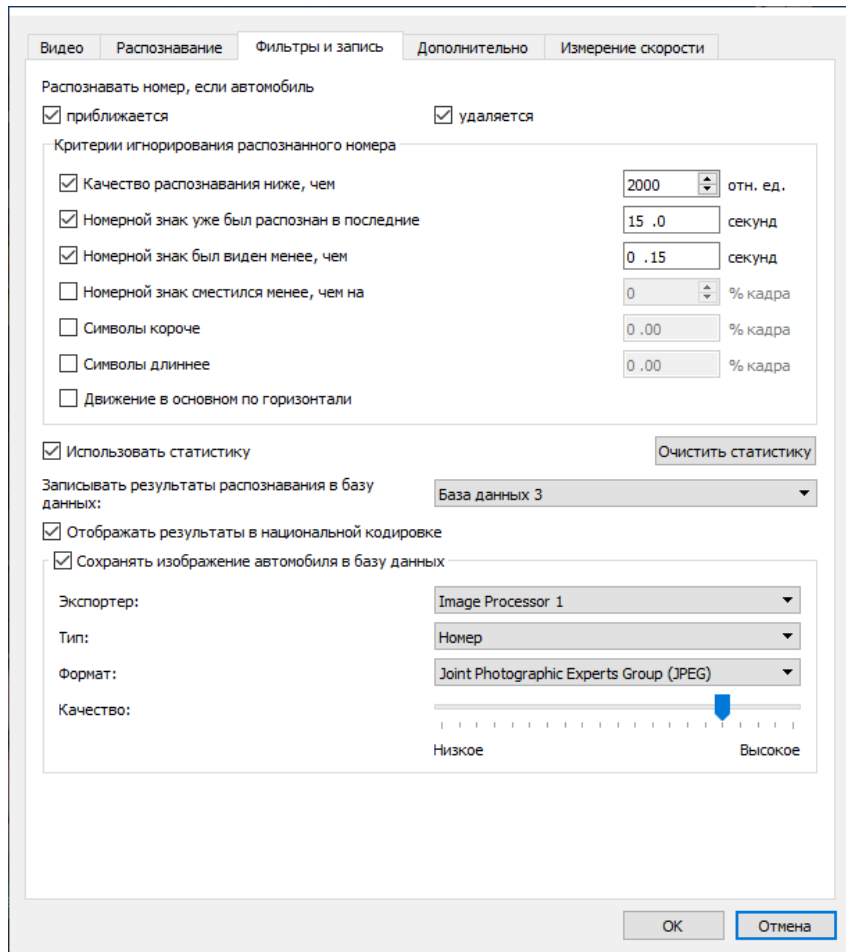 Видео Распознавание Фильтры и запись Дополнительно Измерение скорости
Распознавать номер, если автомобиль
приближается удаляется
Критерии игнорирования распознанного номера
Качество распознавания ниже, чем 2000 отн. ед.
Номерной знак уже был распознан в последние 15 .0 секунд
Номерной знак был виден менее, чем 0 .15 секунд
Номерной знак сместился менее, чем на 0 % кадра
Символы короче 0 .00 % кадра
Символы длиннее 0 .00 % кадра
Движение в основном по горизонтали
Использовать статистику Очистить статистику
Записывать результаты распознавания в базу
данных: База данных 3
Отображать результаты в национальной кодировке
Сохранять изображение автомобиля в базу данных
Экспортер: Image Processor 1
Тип: Номер
Формат: Joint Photographic Experts Group (JPEG)
Качество:
Низкое Высокое
OK Отмена